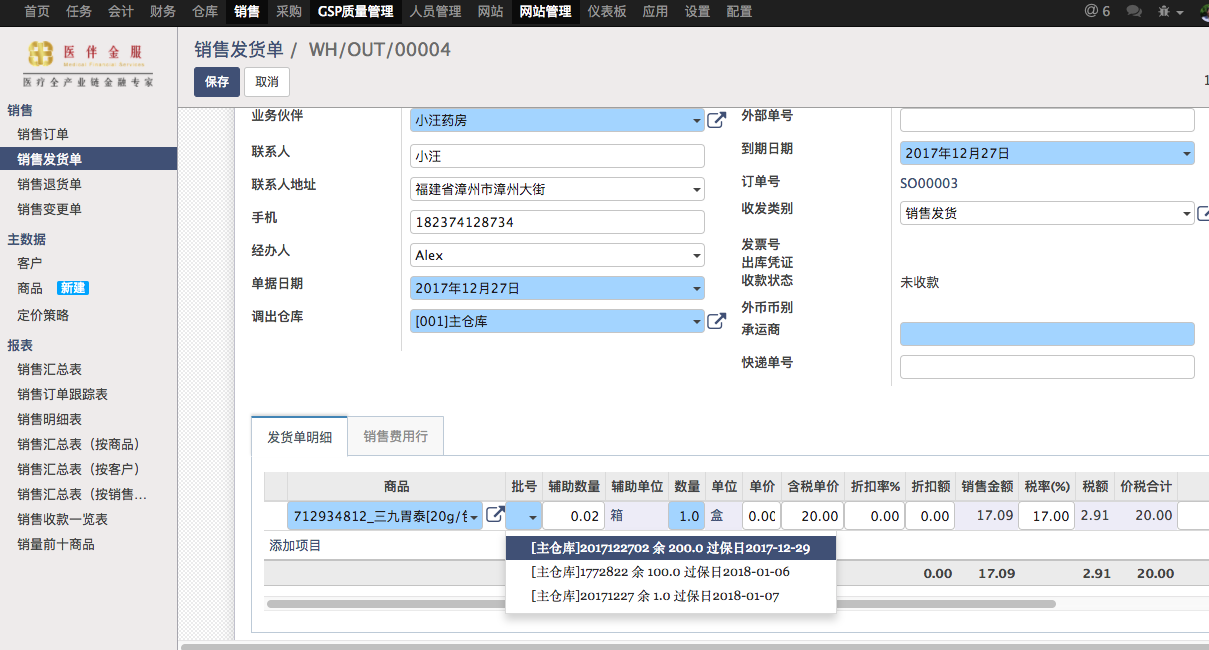 首页 任务 会计 财务 仓库 销售 采购 GSP质量管理 人员管理 网站 网站管理 仪表板 应用 设置 配置 @ 6
医伴金服
Medical Financial Services
医疗全产业链金融专家
销售
销售订单
销售发货单
销售退货单
销售变更单
主数据
客户
商品 新建
定价策略
报表
销售汇总表
销售订单跟踪表
销售明细表
销售汇总表（按商品）
销售汇总表（按客户）
销售汇总表（按销售...
销售收款一览表
销量前十商品
销售发货单 / WH/OUT/00004
保存 取消
1
业务伙伴 小汪药房
联系人 小汪
联系人地址 福建省漳州市漳州大街
手机 182374128734
经办人 Alex
单据日期 2017年12月27日
调出仓库 [001]主仓库
外部单号
到期日期 2017年12月27日
订单号 SO00003
收发类别 销售发货
发票号
出库凭证
收款状态 未收款
外币币别
承运商
快递单号
发货单明细 销售费用行
商品 批号 辅助数量 辅助单位 数量 单位 单价 含税单价 折扣率% 折扣额 销售金额 税率(%) 税额 价税合计
712934812_三九胃泰[20g/ 0.02 箱 1.0 盒 0.00 20.00 0.00 0.00 17.09 17.00 2.91 20.00
添加项目
[主仓库]2017122702 余 200.0 过保日2017-12-29
[主仓库]1772822 余 100.0 过保日2018-01-06
[主仓库]20171227 余 1.0 过保日2018-01-07
0.00 17.09 2.91 20.00